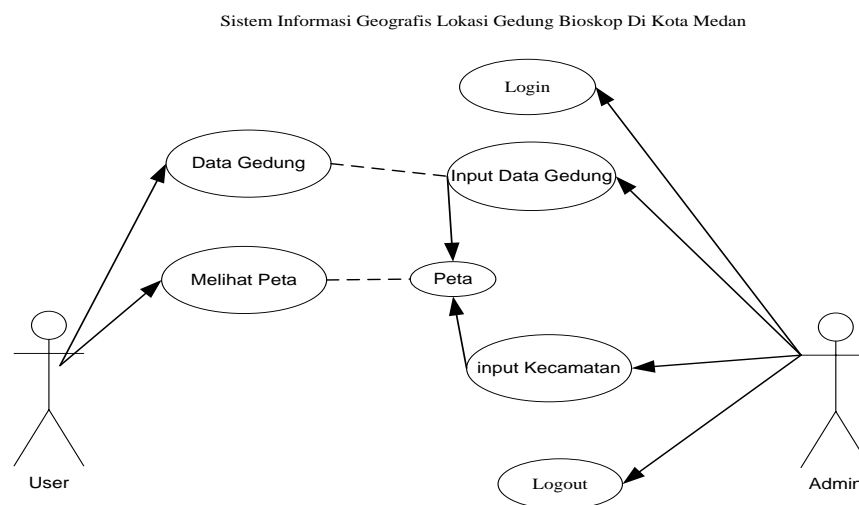 Sistem Informasi Geografis Lokasi Gedung Bioskop Di Kota Medan
Login
Data Gedung
Input Data Gedung
Melihat Peta
Peta
input Kecamatan
User
Logout
Admin